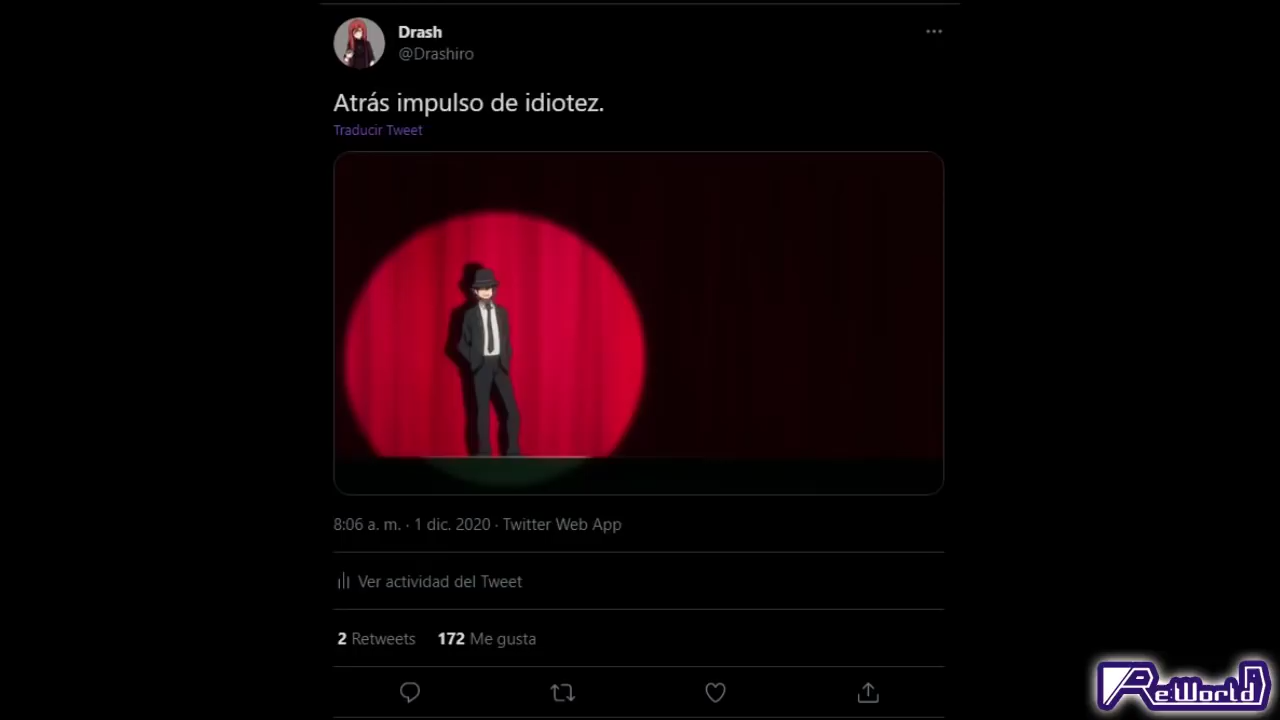 Drash
@Drashiro
Atrás impulso de idiotez.
Traducir Tweet
8:06 a. m. · 1 dic. 2020 · Twitter Web App
Ver actividad del Tweet
2 Retweets 172 Me gusta
ReWorld